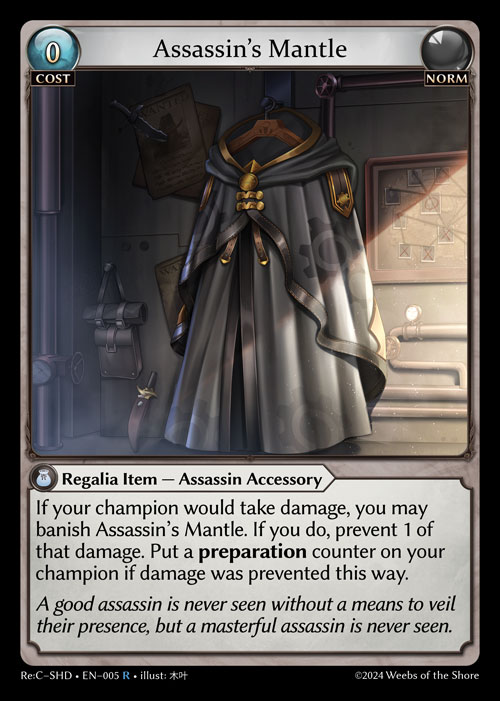 0
COST
Assassin's Mantle
NORM
WANTED
Regalia Item — Assassin Accessory
If your champion would take damage, you may
banish Assassin's Mantle. If you do, prevent 1 of
that damage. Put a preparation counter on your
champion if damage was prevented this way.
A good assassin is never seen without a means to veil
their presence, but a masterful assassin is never seen.
Re:C–SHD • EN–005 R • illust: 木叶
©2024 Weebs of the Shore